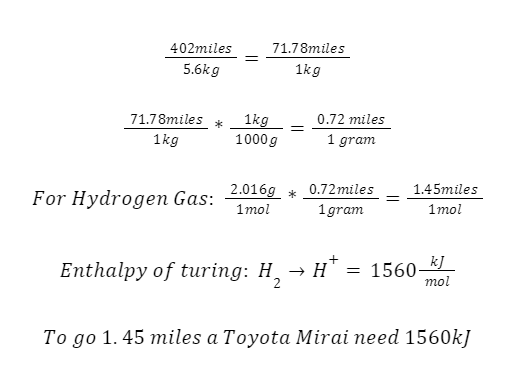 402miles / 5.6kg = 71.78miles / 1kg
71.78miles / 1kg * 1kg / 1000g = 0.72 miles / 1 gram
For Hydrogen Gas: 2.016g / 1mol * 0.72miles / 1gram = 1.45miles / 1mol
Enthalpy of turing: H₂ → H⁺ = 1560 kJ / mol
To go 1.45 miles a Toyota Mirai need 1560kJ